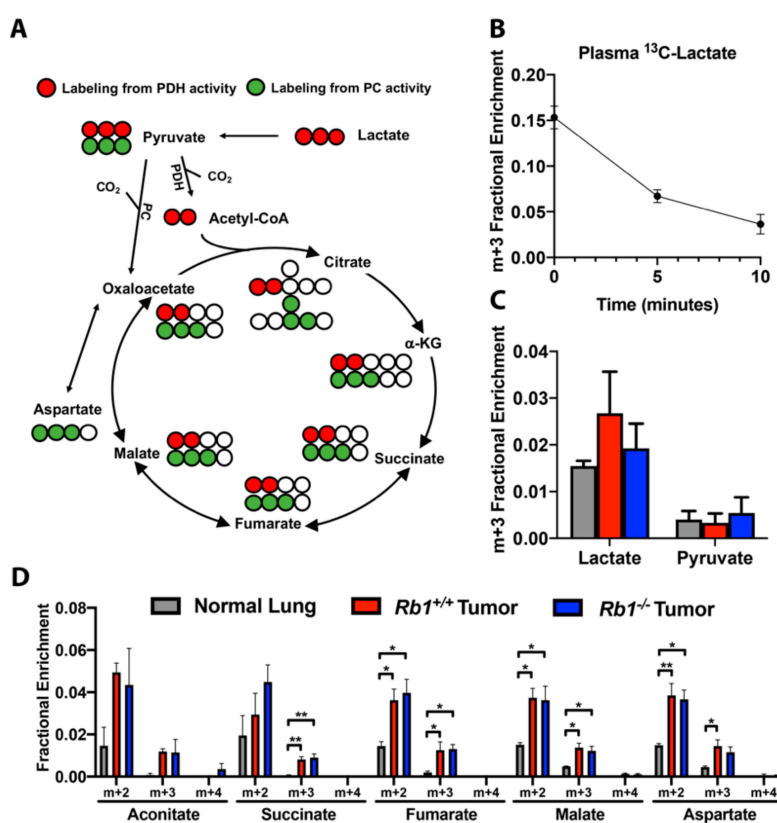 A
Labeling from PDH activity
Labeling from PC activity
Pyruvate
Lactate
CO2
PDH
CO2
PC
Acetyl-CoA
Citrate
Oxaloacetate
α-KG
Aspartate
Malate
Succinate
Fumarate
B
Plasma 13C-Lactate
m+3 Fractional Enrichment
0.20
0.15
0.10
0.05
0.00
0 5 10
Time (minutes)
C
m+3 Fractional Enrichment
0.04
0.03
0.02
0.01
0.00
Lactate Pyruvate
D
Normal Lung Rb1+/+ Tumor Rb1-/- Tumor
Fractional Enrichment
0.08
0.06
0.04
0.02
0.00
** ** * * * * * * * * * ** *
m+2 m+3 m+4 m+2 m+3 m+4 m+2 m+3 m+4 m+2 m+3 m+4 m+2 m+3 m+4
Aconitate Succinate Fumarate Malate Aspartate